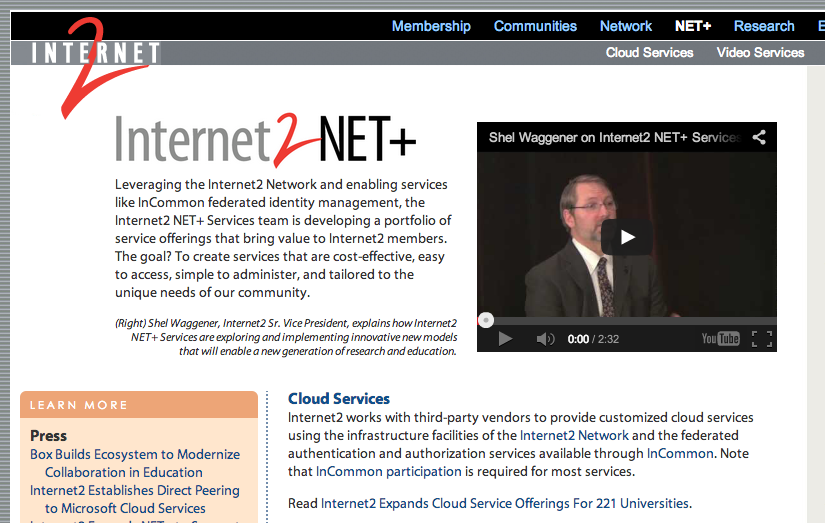 Membership Communities Network NET+ Research
INTERNET
2
Cloud Services Video Services
Internet2 NET+
Shel Waggener on Internet2 NET+ Services
Leveraging the Internet2 Network and enabling services
like InCommon federated identity management, the
Internet2 NET+ Services team is developing a portfolio of
service offerings that bring value to Internet2 members.
The goal? To create services that are cost-effective, easy
to access, simple to administer, and tailored to the
unique needs of our community.
(Right) Shel Waggener, Internet2 Sr. Vice President, explains how Internet2
NET+ Services are exploring and implementing innovative new models
that will enable a new generation of research and education.
0:00 / 2:32 YouTube
LEARN MORE
Press
Box Builds Ecosystem to Modernize
Collaboration in Education
Internet2 Establishes Direct Peering
to Microsoft Cloud Services
Cloud Services
Internet2 works with third-party vendors to provide customized cloud services
using the infrastructure facilities of the Internet2 Network and the federated
authentication and authorization services available through InCommon. Note
that InCommon participation is required for most services.
Read Internet2 Expands Cloud Service Offerings For 221 Universities.